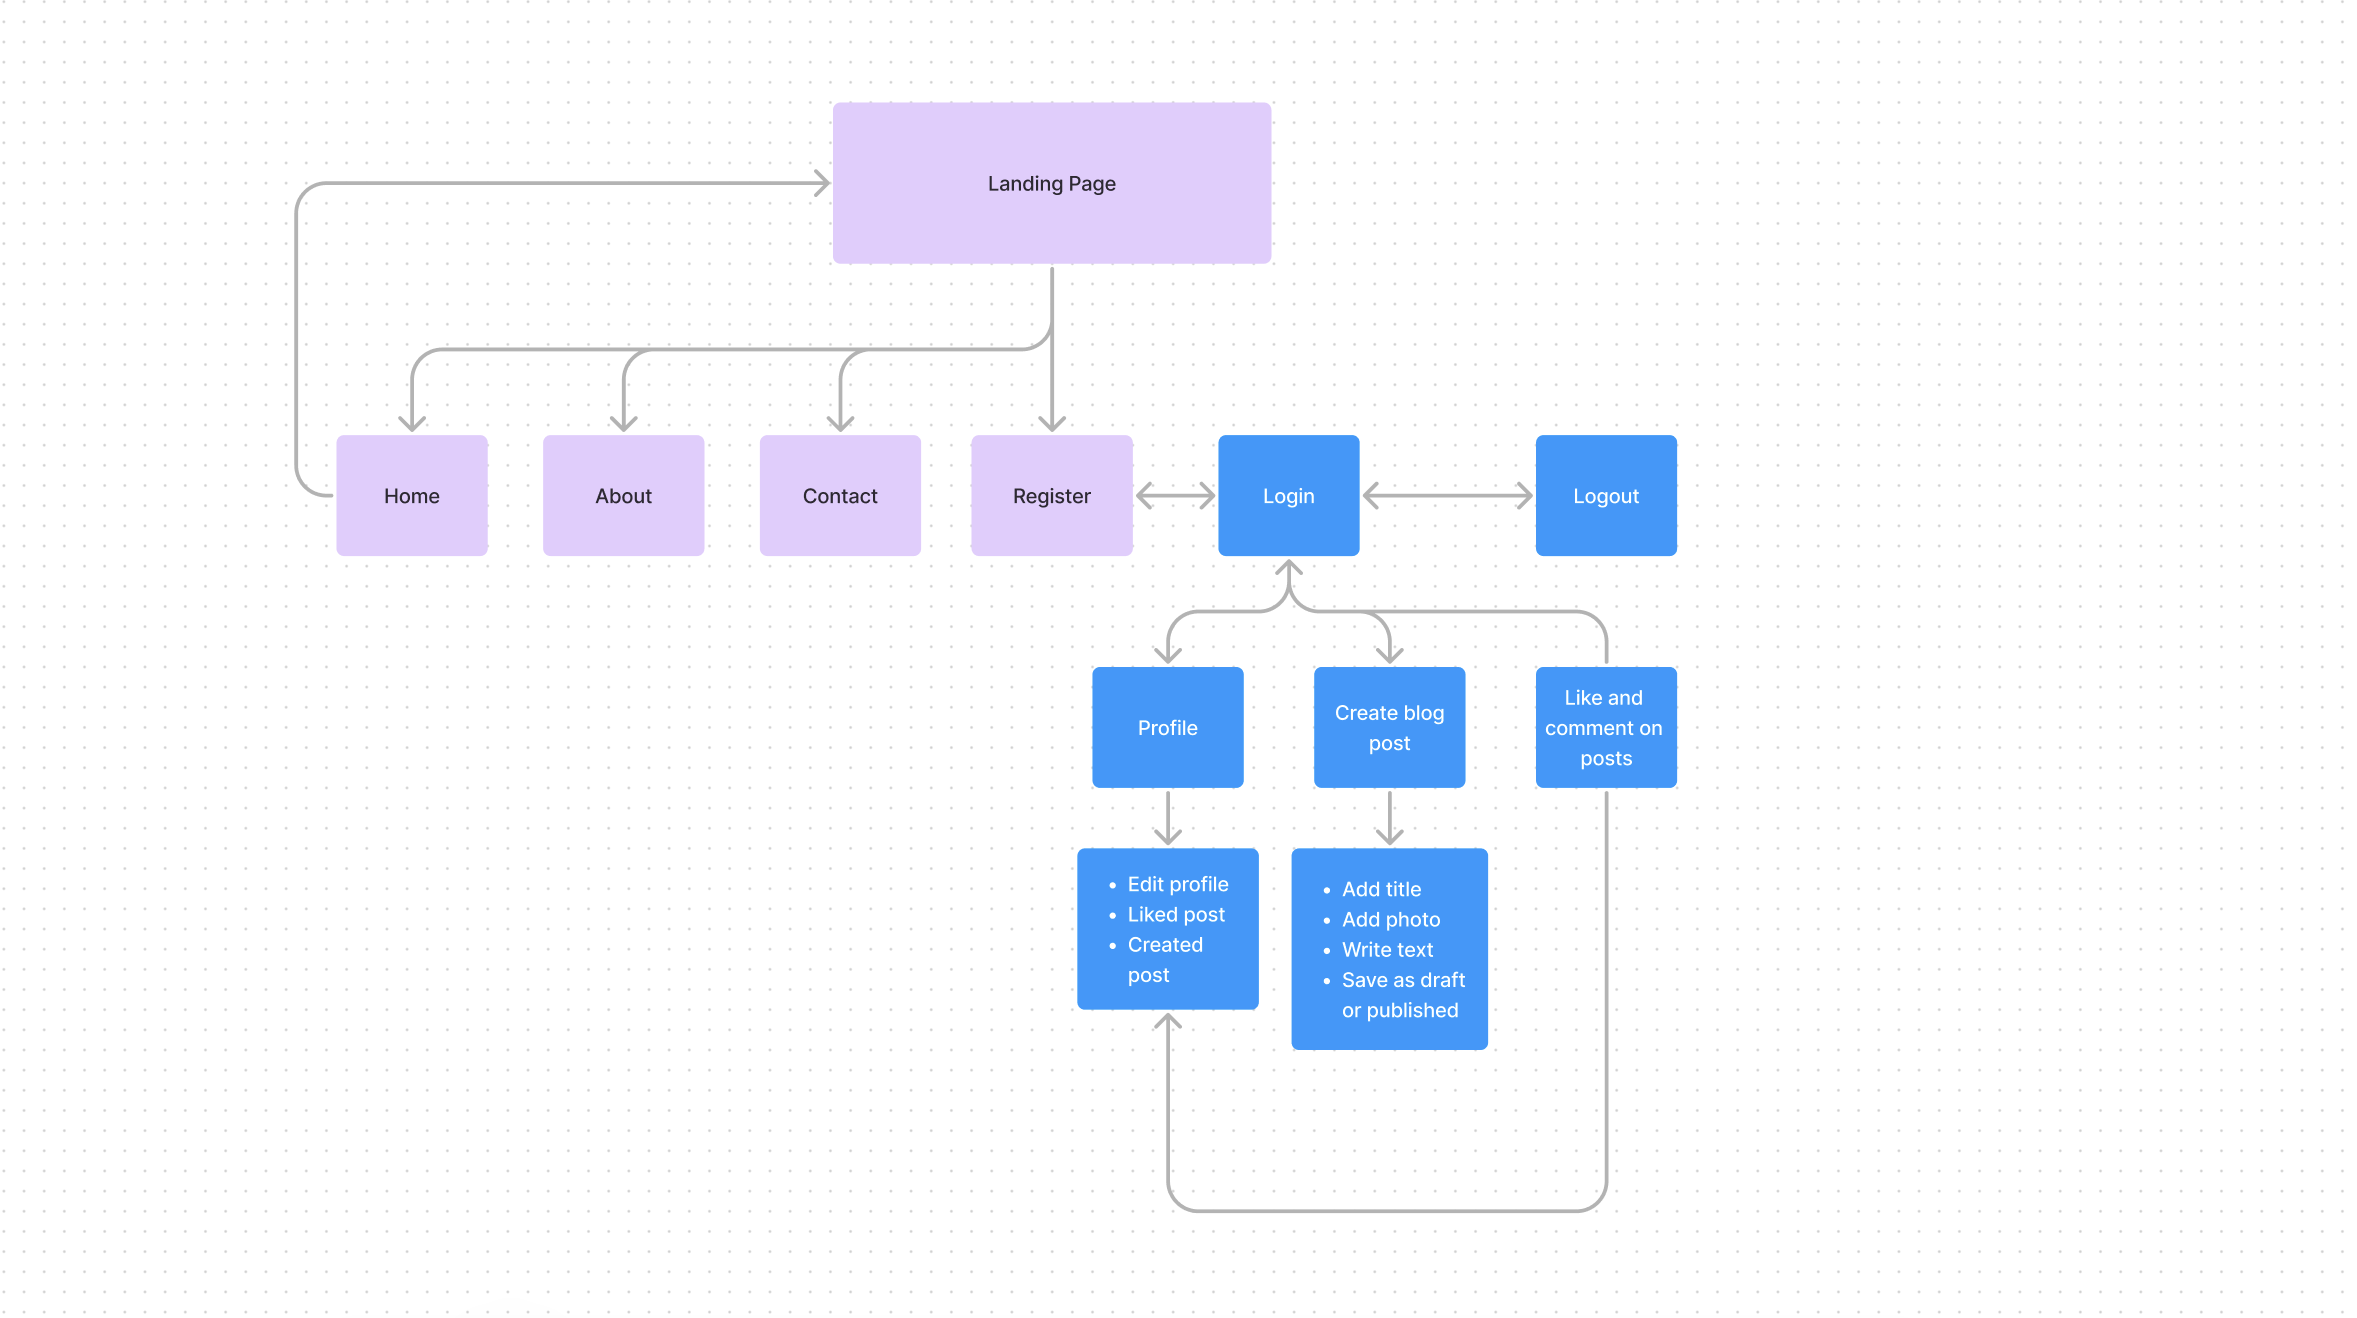 Landing Page
Home
About
Contact
Register
Login
Logout
Profile
Create blog
post
Like and
comment on
posts
• Edit profile
• Liked post
• Created
post
• Add title
• Add photo
• Write text
• Save as draft
or published